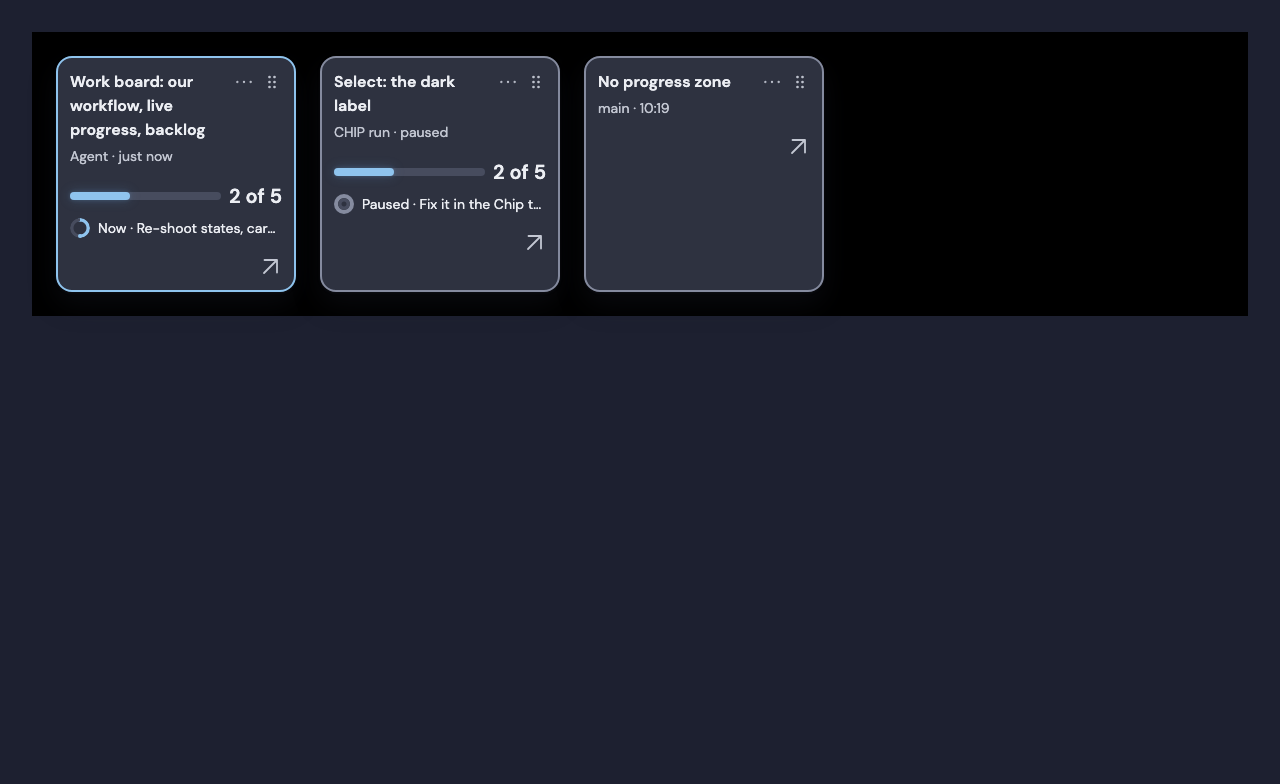 Work board: our
workflow, live
progress, backlog
Agent · just now
2 of 5
Now · Re-shoot states, car…
Select: the dark
label
CHIP run · paused
2 of 5
Paused · Fix it in the Chip t…
No progress zone
main · 10:19